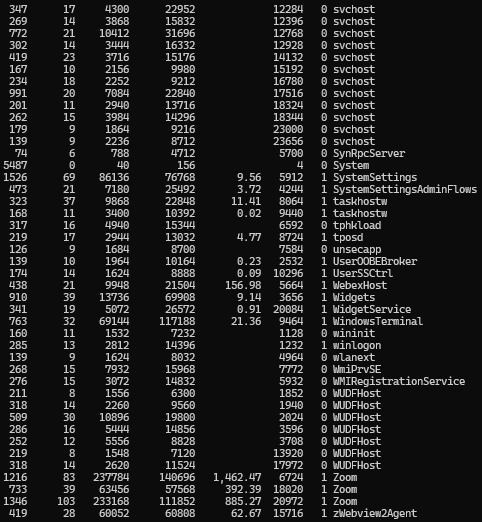 347 17 4300 22952 12284 0 svchost
269 14 3868 15832 12396 0 svchost
772 21 10412 31696 12768 0 svchost
302 14 3444 16332 12928 0 svchost
419 23 3716 15176 14132 0 svchost
167 10 2156 9980 15192 0 svchost
234 18 2252 9212 16780 0 svchost
991 20 7084 22840 17516 0 svchost
201 11 2940 13716 18324 0 svchost
262 15 3984 14296 18344 0 svchost
179 9 1864 9216 23000 0 svchost
139 9 2236 8712 23656 0 svchost
74 6 788 4712 5700 0 SynRpcServer
5487 0 40 156 4 0 System
1526 69 86136 76768 9.56 5912 1 SystemSettings
473 21 7180 25492 3.72 4244 1 SystemSettingsAdminFlows
323 37 9868 22848 11.41 8064 1 taskhostw
168 11 3400 10392 0.02 9440 1 taskhostw
317 16 4940 15344 6592 0 tphkload
219 17 2944 13032 4.77 8724 1 tposd
126 9 1684 8700 7584 0 unsecapp
139 10 1964 10164 0.23 2532 1 UserOOBEBroker
174 14 1624 8888 0.09 10296 1 UserSSCtrl
438 21 9948 21504 156.98 5664 1 WebexHost
910 39 13736 69908 9.14 3656 1 Widgets
341 19 5072 26572 0.91 20084 1 WidgetService
763 32 69144 117188 21.36 9464 1 WindowsTerminal
160 11 1532 7232 1128 0 wininit
285 13 2812 14396 1232 1 winlogon
139 9 1624 8032 4964 0 wlanext
268 15 7932 15968 7772 0 WmiPrvSE
276 15 3072 14832 5932 0 WMIRegistrationService
211 8 1556 6300 1852 0 WUDFHost
318 14 2260 9560 1940 0 WUDFHost
509 30 10896 19800 2024 0 WUDFHost
286 16 5444 14856 3596 0 WUDFHost
252 12 5556 8828 3708 0 WUDFHost
219 8 1548 7120 13920 0 WUDFHost
318 14 2620 11524 17972 0 WUDFHost
1216 83 237784 140696 1,462.47 6724 1 Zoom
733 39 63456 57568 392.39 18020 1 Zoom
1346 103 233168 111852 885.27 20972 1 Zoom
419 28 60052 60808 62.67 15716 1 zWebview2Agent